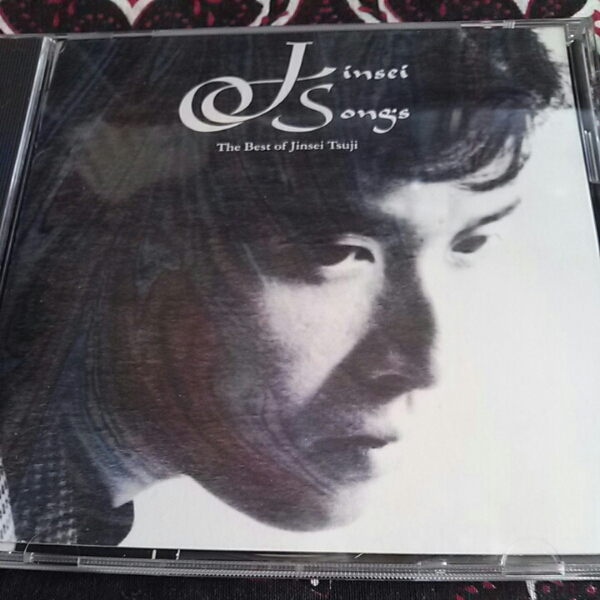 Jinsei
Songs
The Best of Jinsei Tsuji